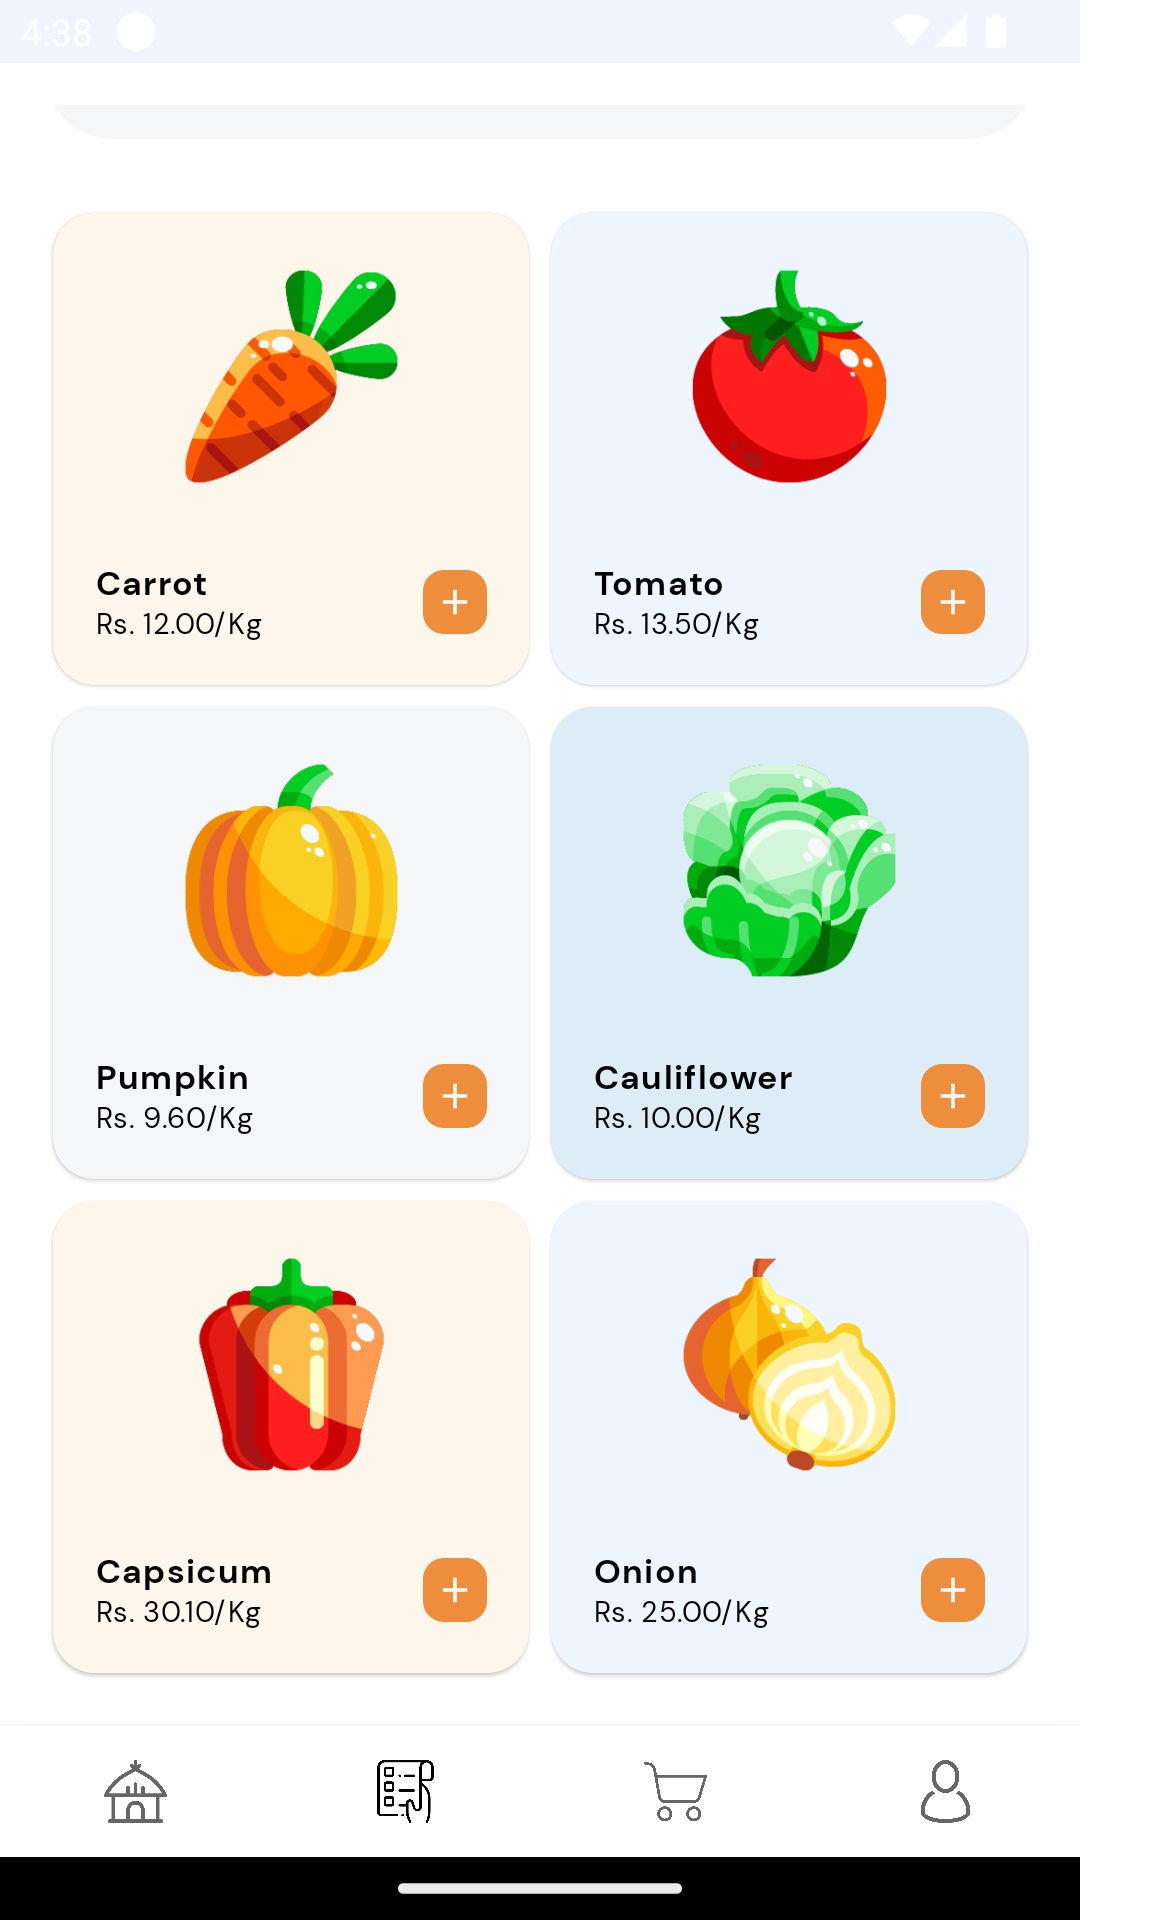 4:38
Carrot
Rs. 12.00/Kg
Tomato
Rs. 13.50/Kg
Pumpkin
Rs. 9.60/Kg
Cauliflower
Rs. 10.00/Kg
Capsicum
Rs. 30.10/Kg
Onion
Rs. 25.00/Kg